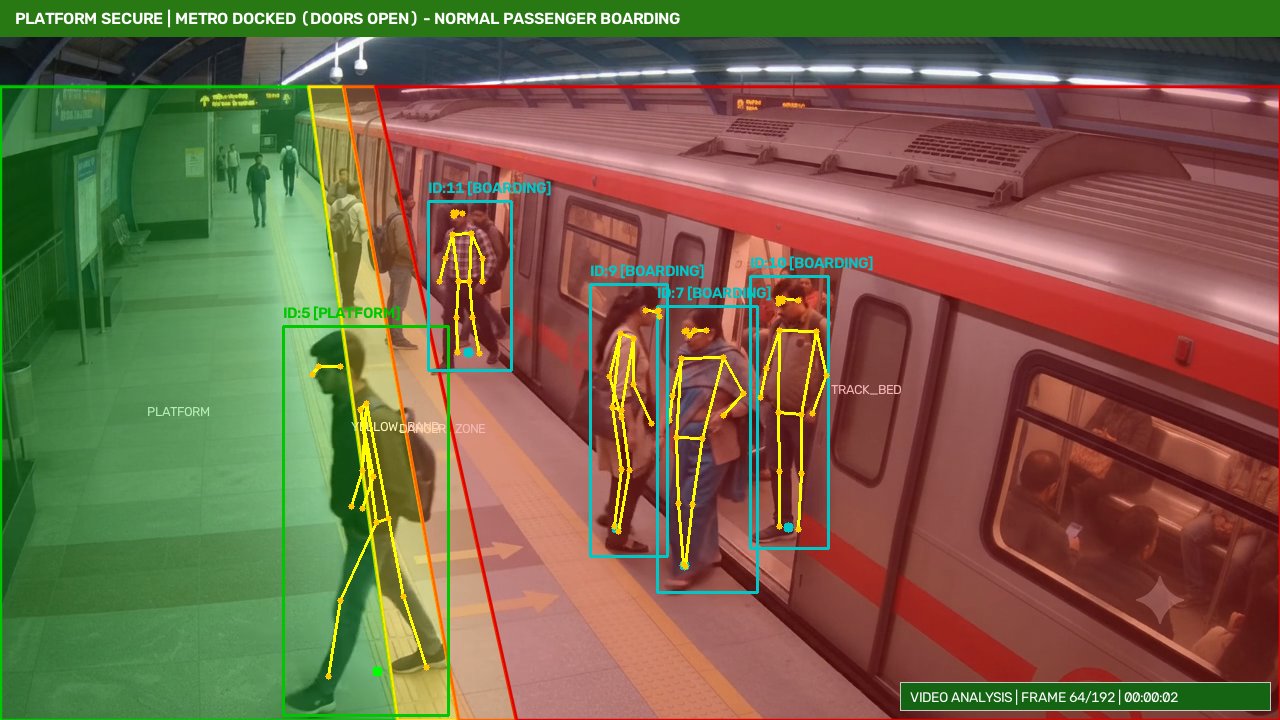 PLATFORM SECURE | METRO DOCKED (DOORS OPEN) - NORMAL PASSENGER BOARDING
ID:11 [BOARDING]
ID:9 [BOARDING]
ID:10 [BOARDING]
ID:7 [BOARDING]
ID:5 [PLATFORM]
TRACK_BED
PLATFORM
YELLOW_BAND
DANGER_ZONE
VIDEO ANALYSIS | FRAME 64/192 | 00:00:02